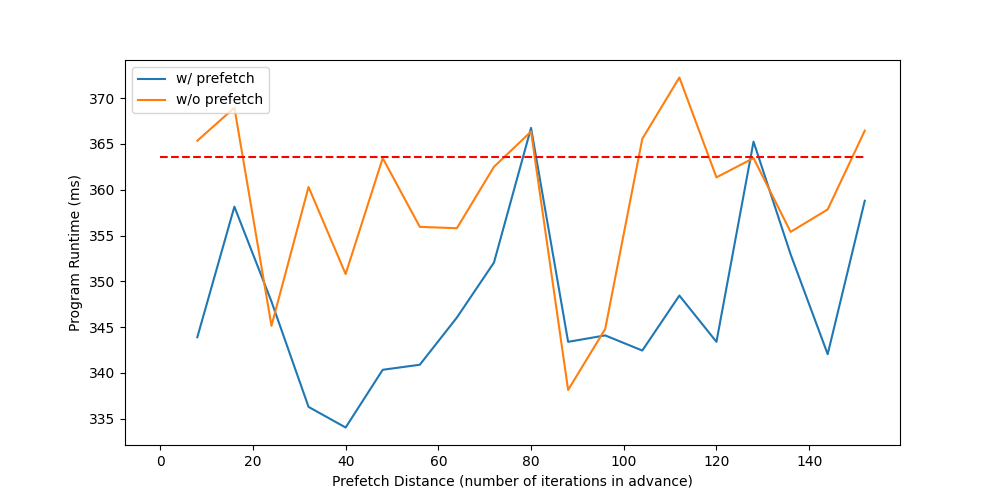 w/ prefetch
w/o prefetch
370
365
360
355
350
345
340
335
Program Runtime (ms)
0 20 40 60 80 100 120 140
Prefetch Distance (number of iterations in advance)